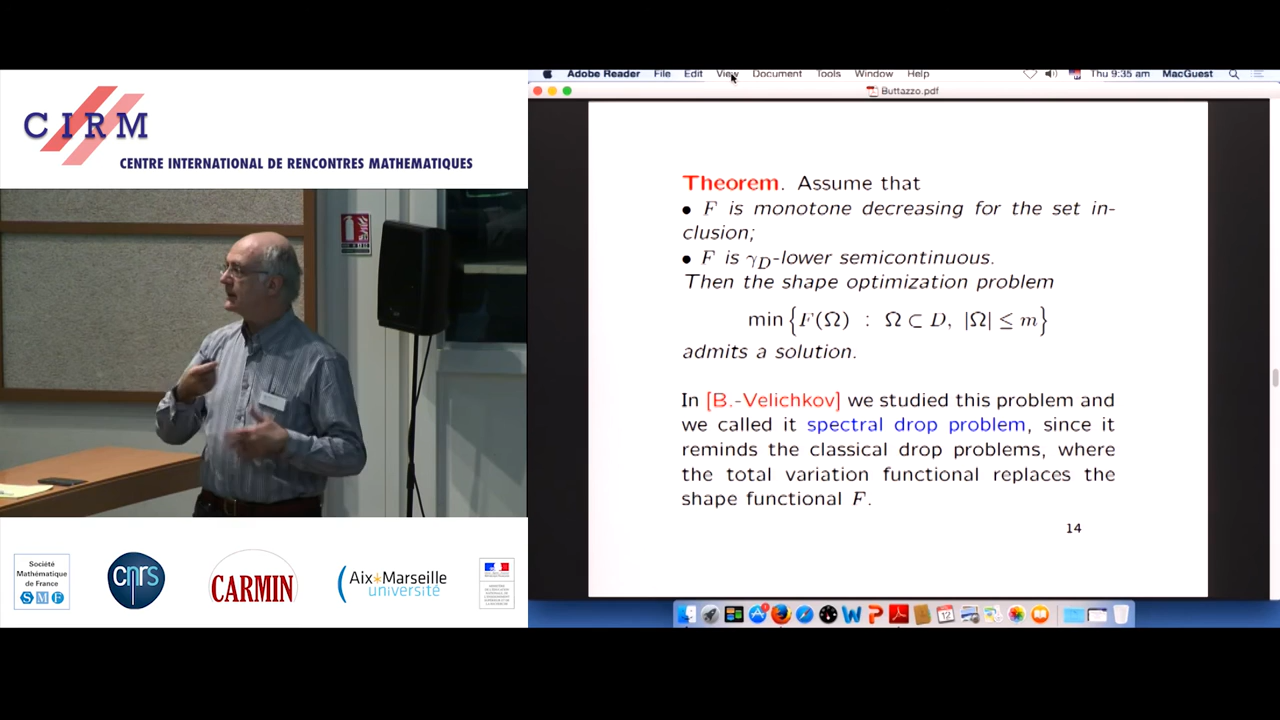 CIRM
CENTRE INTERNATIONAL DE RENCONTRES MATHEMATIQUES
Adobe Reader File Edit View Document Tools Window Help Thu 9:35 am MacGuest
Buttazzo.pdf
Theorem. Assume that
• F is monotone decreasing for the set in-
clusion;
• F is γ_D-lower semicontinuous.
Then the shape optimization problem
min {F(Ω) : Ω ⊂ D, |Ω| ≤ m}
admits a solution.
In [B.-Velichkov] we studied this problem and
we called it spectral drop problem, since it
reminds the classical drop problems, where
the total variation functional replaces the
shape functional F.
14
Société
Mathématique
de France
S M F
cnrs
CARMIN
Aix*Marseille
université
12